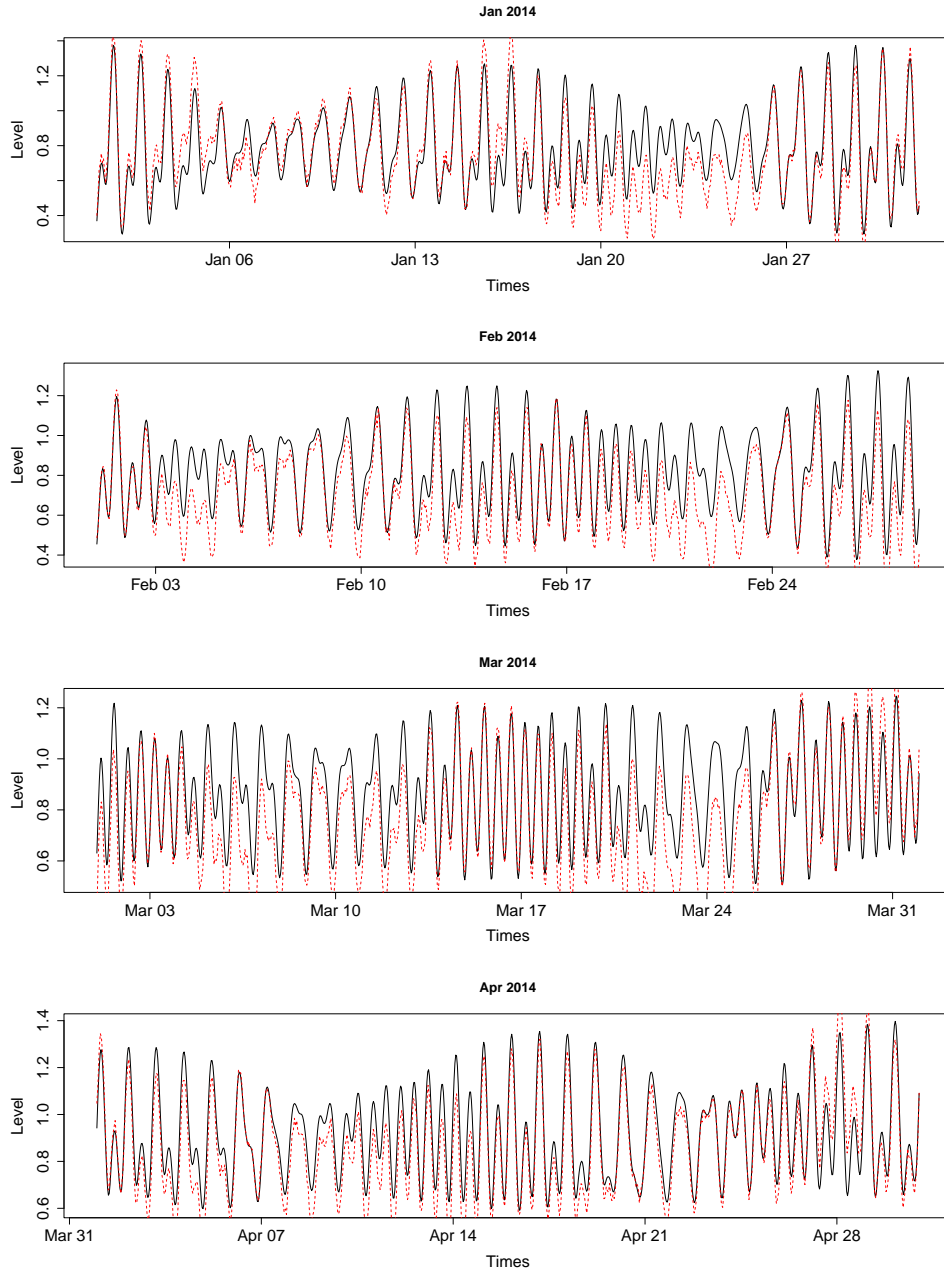 Jan 2014
Level
0.4 0.8 1.2
Jan 06 Jan 13 Jan 20 Jan 27
Times
Feb 2014
Level
0.4 0.6 0.8 1.0 1.2
Feb 03 Feb 10 Feb 17 Feb 24
Times
Mar 2014
Level
0.6 0.8 1.0 1.2
Mar 03 Mar 10 Mar 17 Mar 24 Mar 31
Times
Apr 2014
Level
0.6 0.8 1.0 1.2 1.4
Mar 31 Apr 07 Apr 14 Apr 21 Apr 28
Times